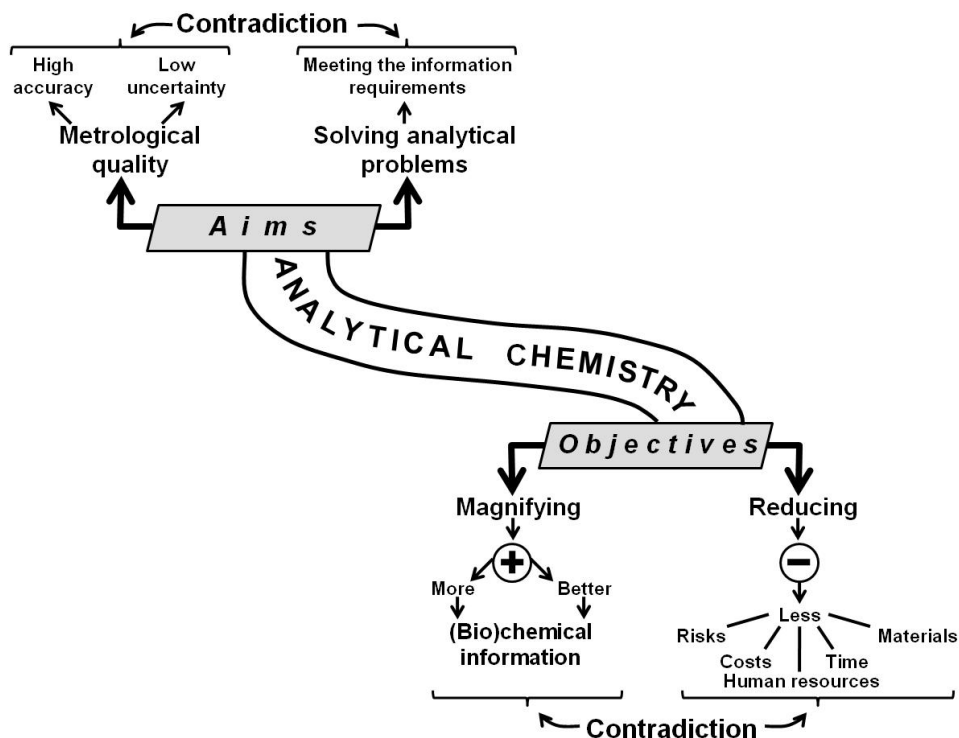 Contradiction
High
accuracy
Low
uncertainty
Meeting the information
requirements
Metrological
quality
Solving analytical
problems
Aims
ANALYTICAL CHEMISTRY
Objectives
Magnifying
Reducing
+
−
More
Better
Less
(Bio)chemical
information
Risks
Materials
Costs
Time
Human resources
Contradiction